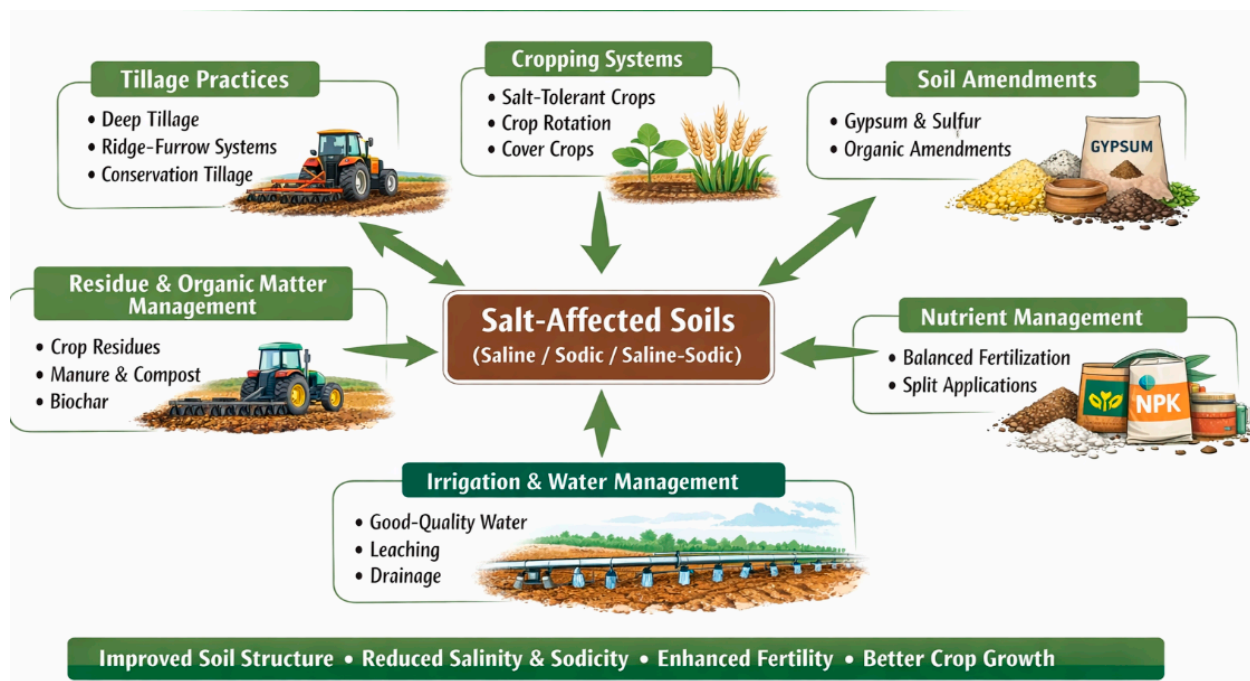 Tillage Practices
• Deep Tillage
• Ridge-Furrow Systems
• Conservation Tillage
Cropping Systems
• Salt-Tolerant Crops
• Crop Rotation
• Cover Crops
Soil Amendments
• Gypsum & Sulfur
• Organic Amendments
GYPSUM
Residue & Organic Matter
Management
• Crop Residues
• Manure & Compost
• Biochar
Salt-Affected Soils
(Saline / Sodic / Saline-Sodic)
Nutrient Management
• Balanced Fertilization
• Split Applications
NPK
Irrigation & Water Management
• Good-Quality Water
• Leaching
• Drainage
Improved Soil Structure • Reduced Salinity & Sodicity • Enhanced Fertility • Better Crop Growth